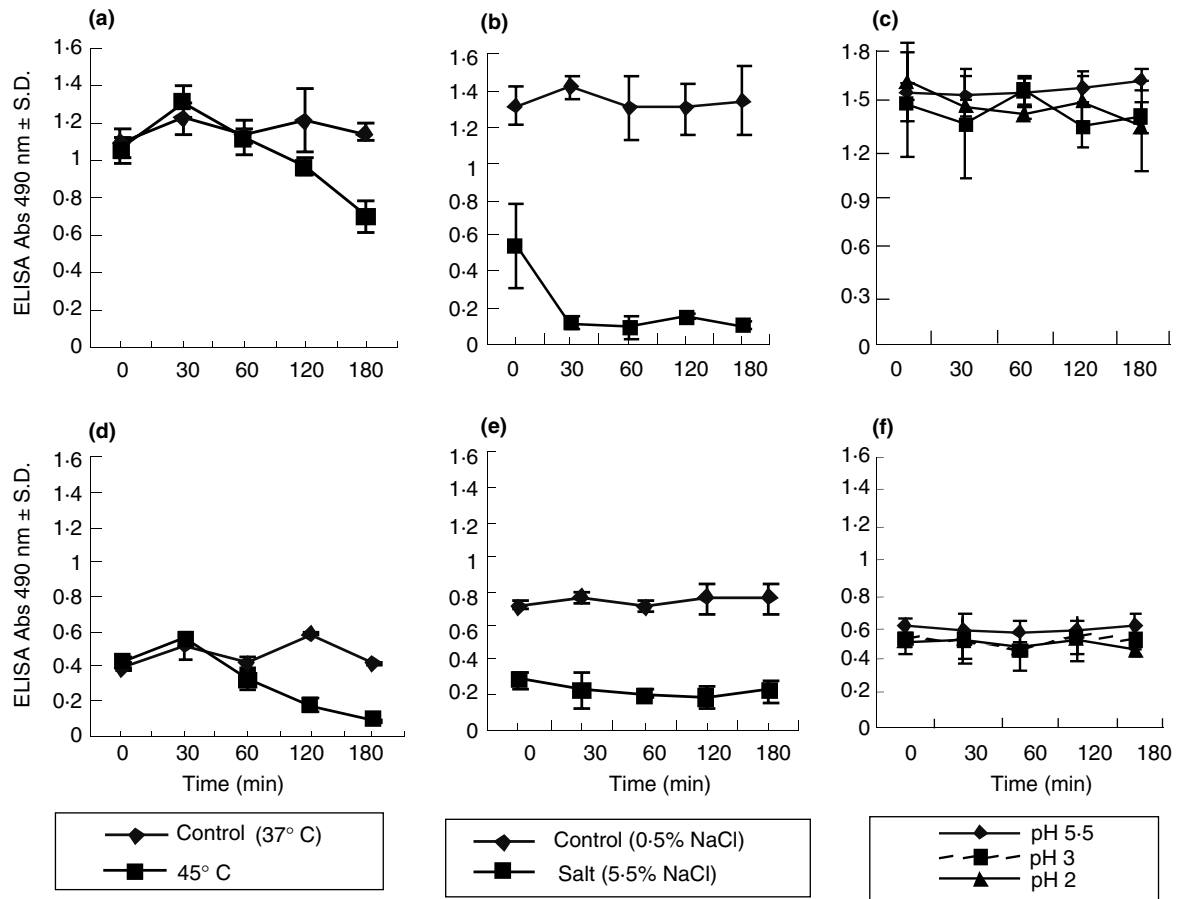 (a)
ELISA Abs 490 nm ± S.D.
1·6
1·4
1·2
1
0·8
0·6
0·4
0·2
0
0 30 60 120 180
(b)
1·6
1·4
1·2
1
0·8
0·6
0·4
0·2
0
0 30 60 120 180
(c)
1·8
1·5
1·2
0·9
0·6
0·3
0
0 30 60 120 180
(d)
ELISA Abs 490 nm ± S.D.
1·6
1·4
1·2
1
0·8
0·6
0·4
0·2
0
0 30 60 120 180
Time (min)
(e)
1·6
1·4
1·2
1
0·8
0·6
0·4
0·2
0
0 30 60 120 180
Time (min)
(f)
1·6
1·4
1·2
1
0·8
0·6
0·4
0·2
0
0 30 60 120 180
Time (min)
Control (37° C)
45° C
Control (0·5% NaCl)
Salt (5·5% NaCl)
pH 5·5
pH 3
pH 2